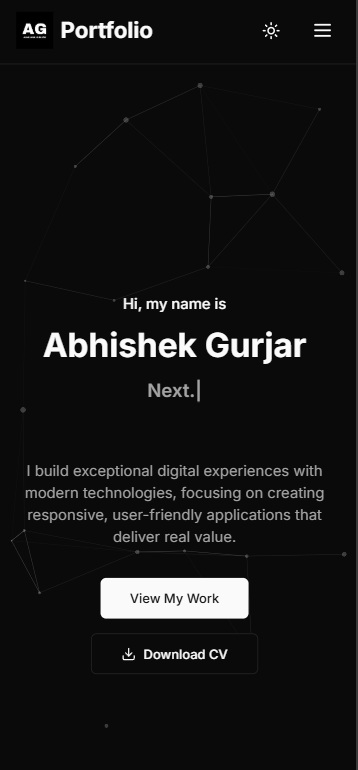 AG
Portfolio
Hi, my name is
Abhishek Gurjar
Next.|
I build exceptional digital experiences with
modern technologies, focusing on creating
responsive, user-friendly applications that
deliver real value.
View My Work
Download CV